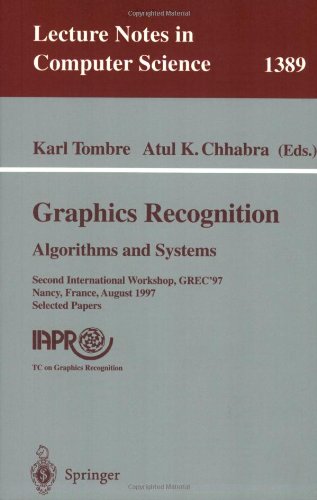 Lecture Notes in
Computer Science 1389
Karl Tombre Atul K. Chhabra (Eds.)
Graphics Recognition
Algorithms and Systems
Second International Workshop, GREC'97
Nancy, France, August 1997
Selected Papers
IAPR
TC on Graphics Recognition
Springer